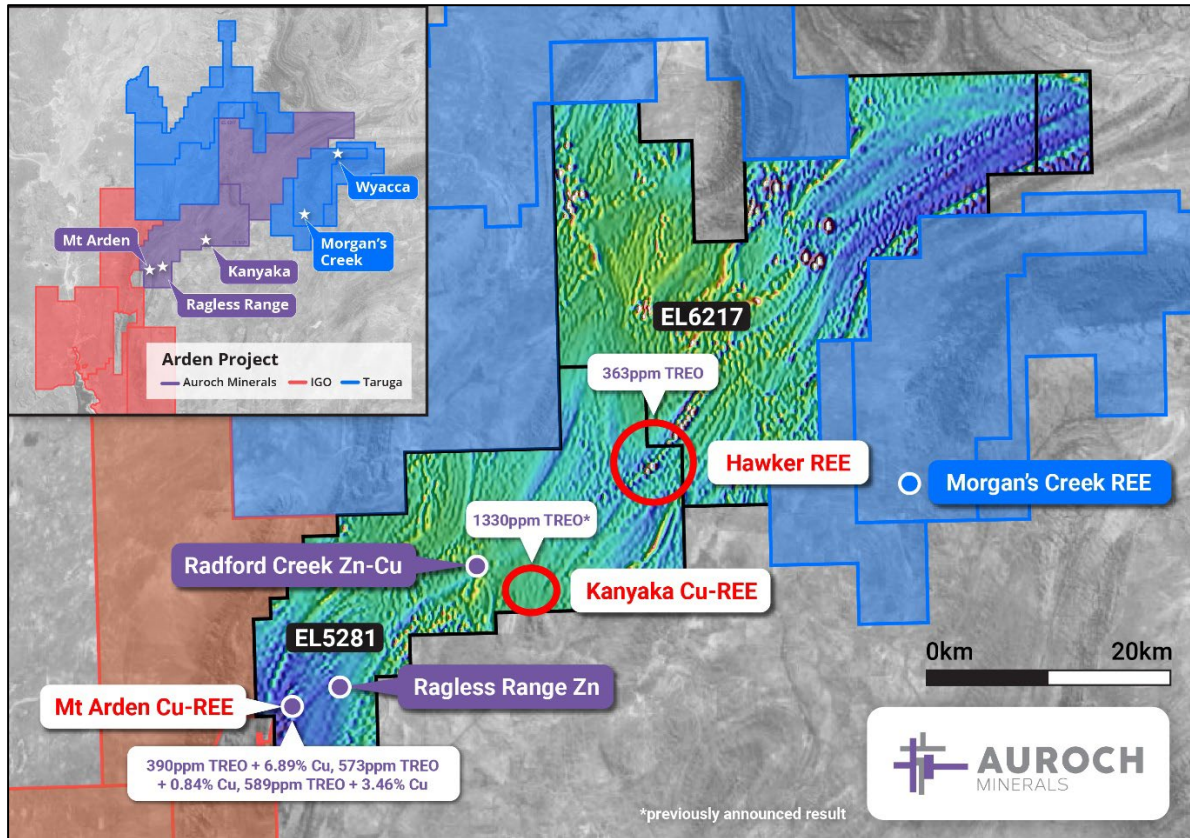 Wyacca
Mt Arden
Morgan's
Creek
Kanyaka
Ragless Range
Arden Project
Auroch Minerals
IGO
Taruga
EL6217
363ppm TREO
Hawker REE
Morgan's Creek REE
1330ppm TREO*
Radford Creek Zn-Cu
Kanyaka Cu-REE
EL5281
0km
20km
Ragless Range Zn
Mt Arden Cu-REE
390ppm TREO + 6.89% Cu, 573ppm TREO
+ 0.84% Cu, 589ppm TREO + 3.46% Cu
AUROCH
MINERALS
*previously announced result